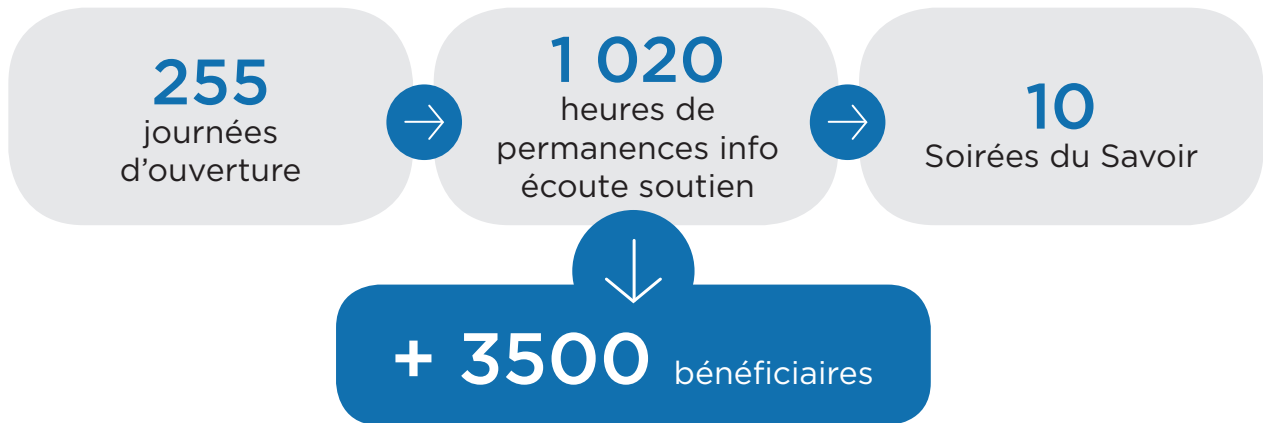 255
journées
d'ouverture
1 020
heures de
permanences info
écoute soutien
10
Soirées du Savoir
+ 3500 bénéficiaires